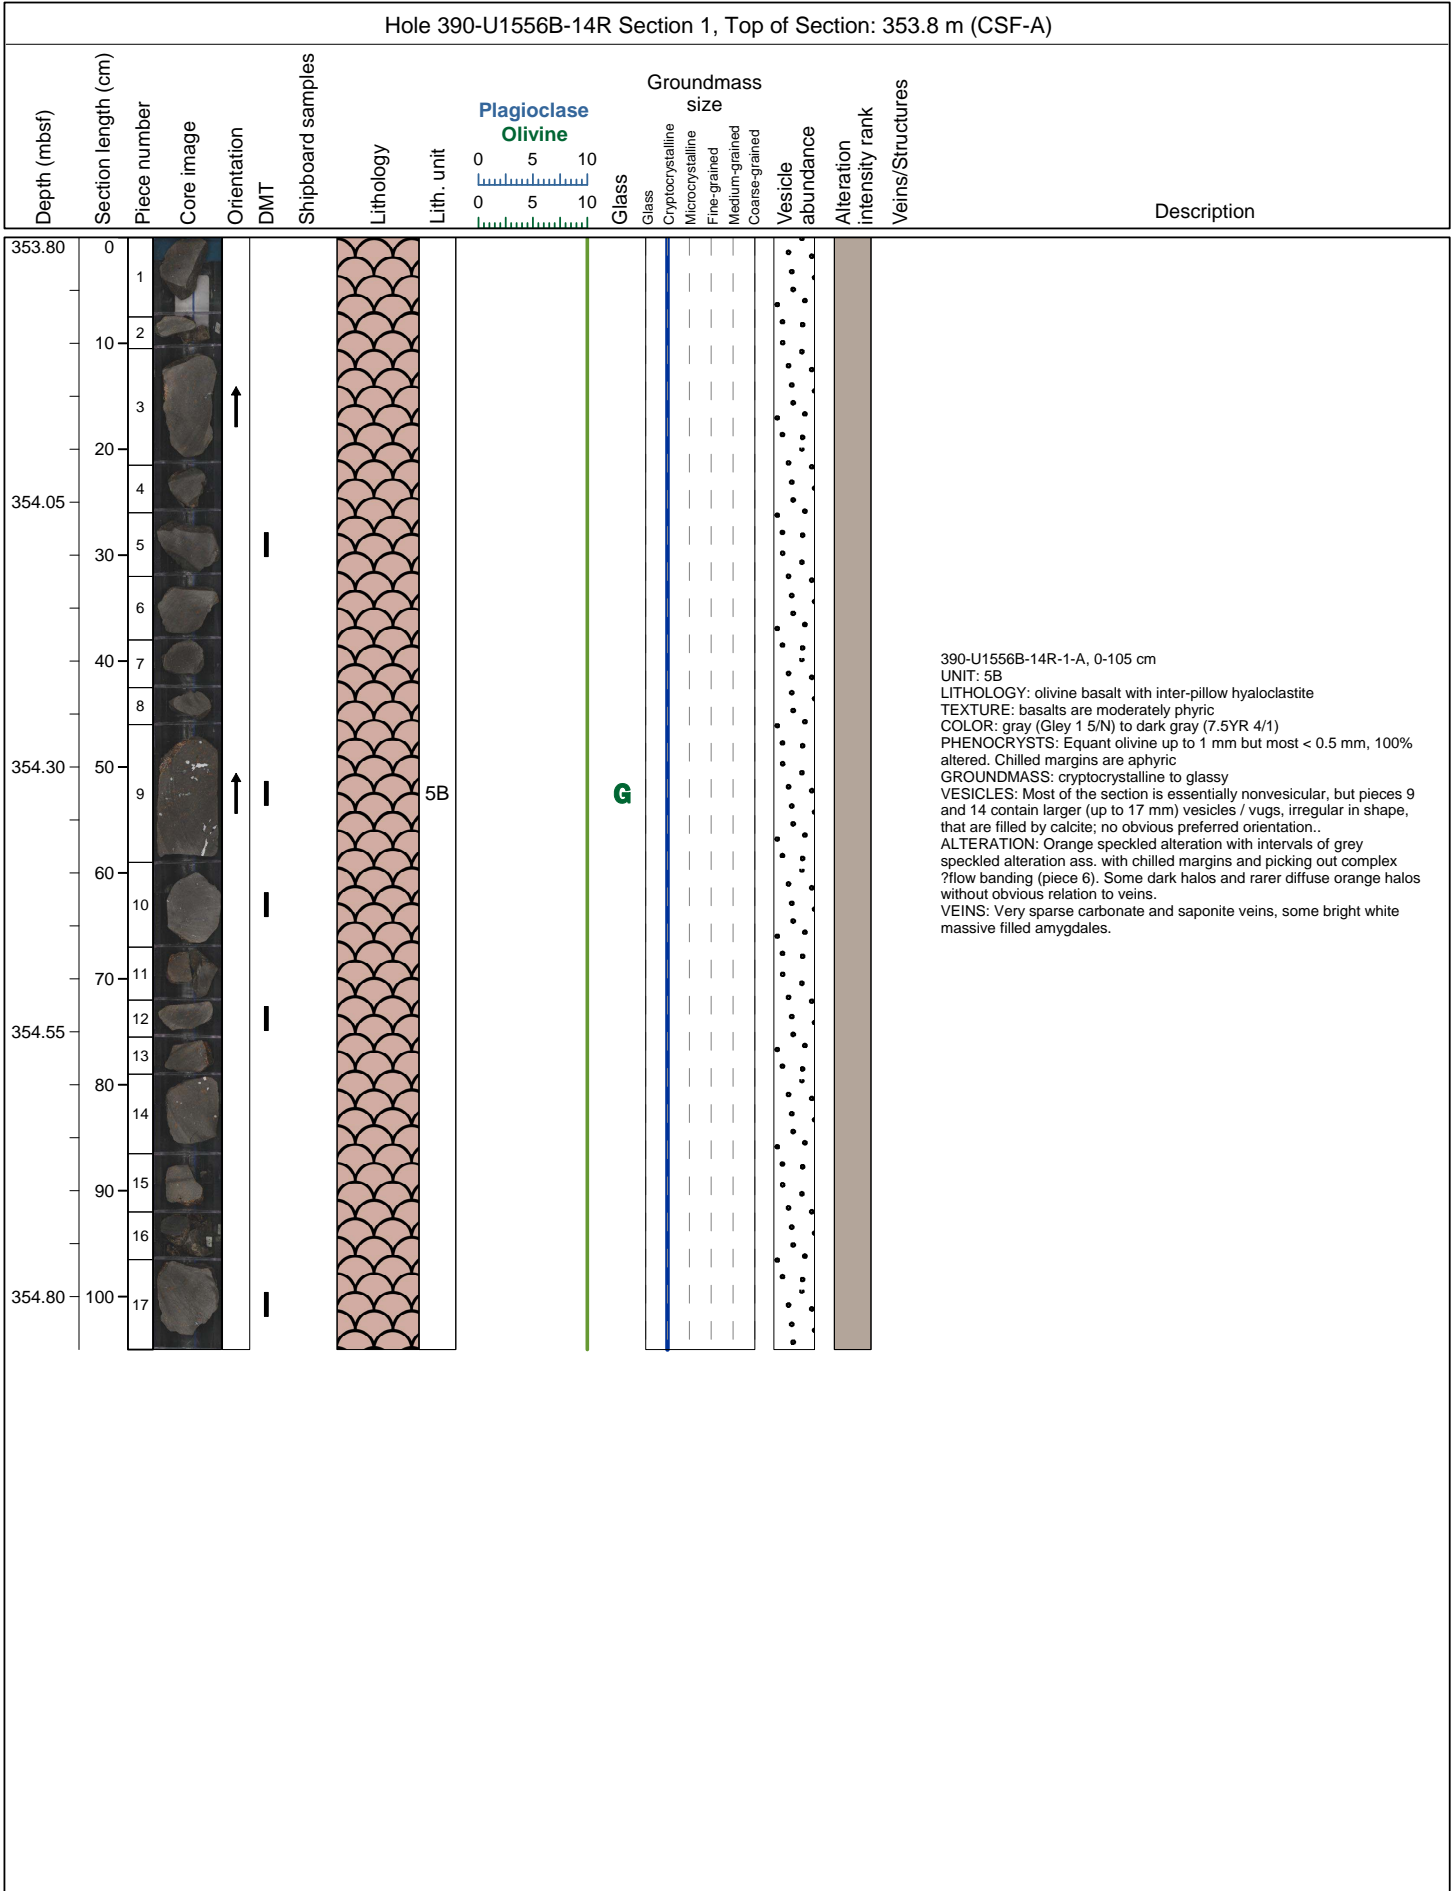 Hole 390-U1556B-14R Section 1, Top of Section: 353.8 m (CSF-A)
Depth (mbsf)
Section length (cm)
Piece number
Core image
Orientation
DMT
Shipboard samples
Lithology
Lith. unit
Plagioclase
Olivine
0 5 10
0 5 10
Glass
Groundmass
size
Glass
Cryptocrystalline
Microcrystalline
Fine-grained
Medium-grained
Coarse-grained
Vesicle
abundance
Alteration
intensity rank
Veins/Structures
Description
353.80
354.05
354.30
354.55
354.80
0
10
20
30
40
50
60
70
80
90
100
1
2
3
4
5
6
7
8
9
10
11
12
13
14
15
16
17
5B
G
390-U1556B-14R-1-A, 0-105 cm
UNIT: 5B
LITHOLOGY: olivine basalt with inter-pillow hyaloclastite
TEXTURE: basalts are moderately phyric
COLOR: gray (Gley 1 5/N) to dark gray (7.5YR 4/1)
PHENOCRYSTS: Equant olivine up to 1 mm but most < 0.5 mm, 100%
altered. Chilled margins are aphyric
GROUNDMASS: cryptocrystalline to glassy
VESICLES: Most of the section is essentially nonvesicular, but pieces 9
and 14 contain larger (up to 17 mm) vesicles / vugs, irregular in shape,
that are filled by calcite; no obvious preferred orientation..
ALTERATION: Orange speckled alteration with intervals of grey
speckled alteration ass. with chilled margins and picking out complex
?flow banding (piece 6). Some dark halos and rarer diffuse orange halos
without obvious relation to veins.
VEINS: Very sparse carbonate and saponite veins, some bright white
massive filled amygdales.